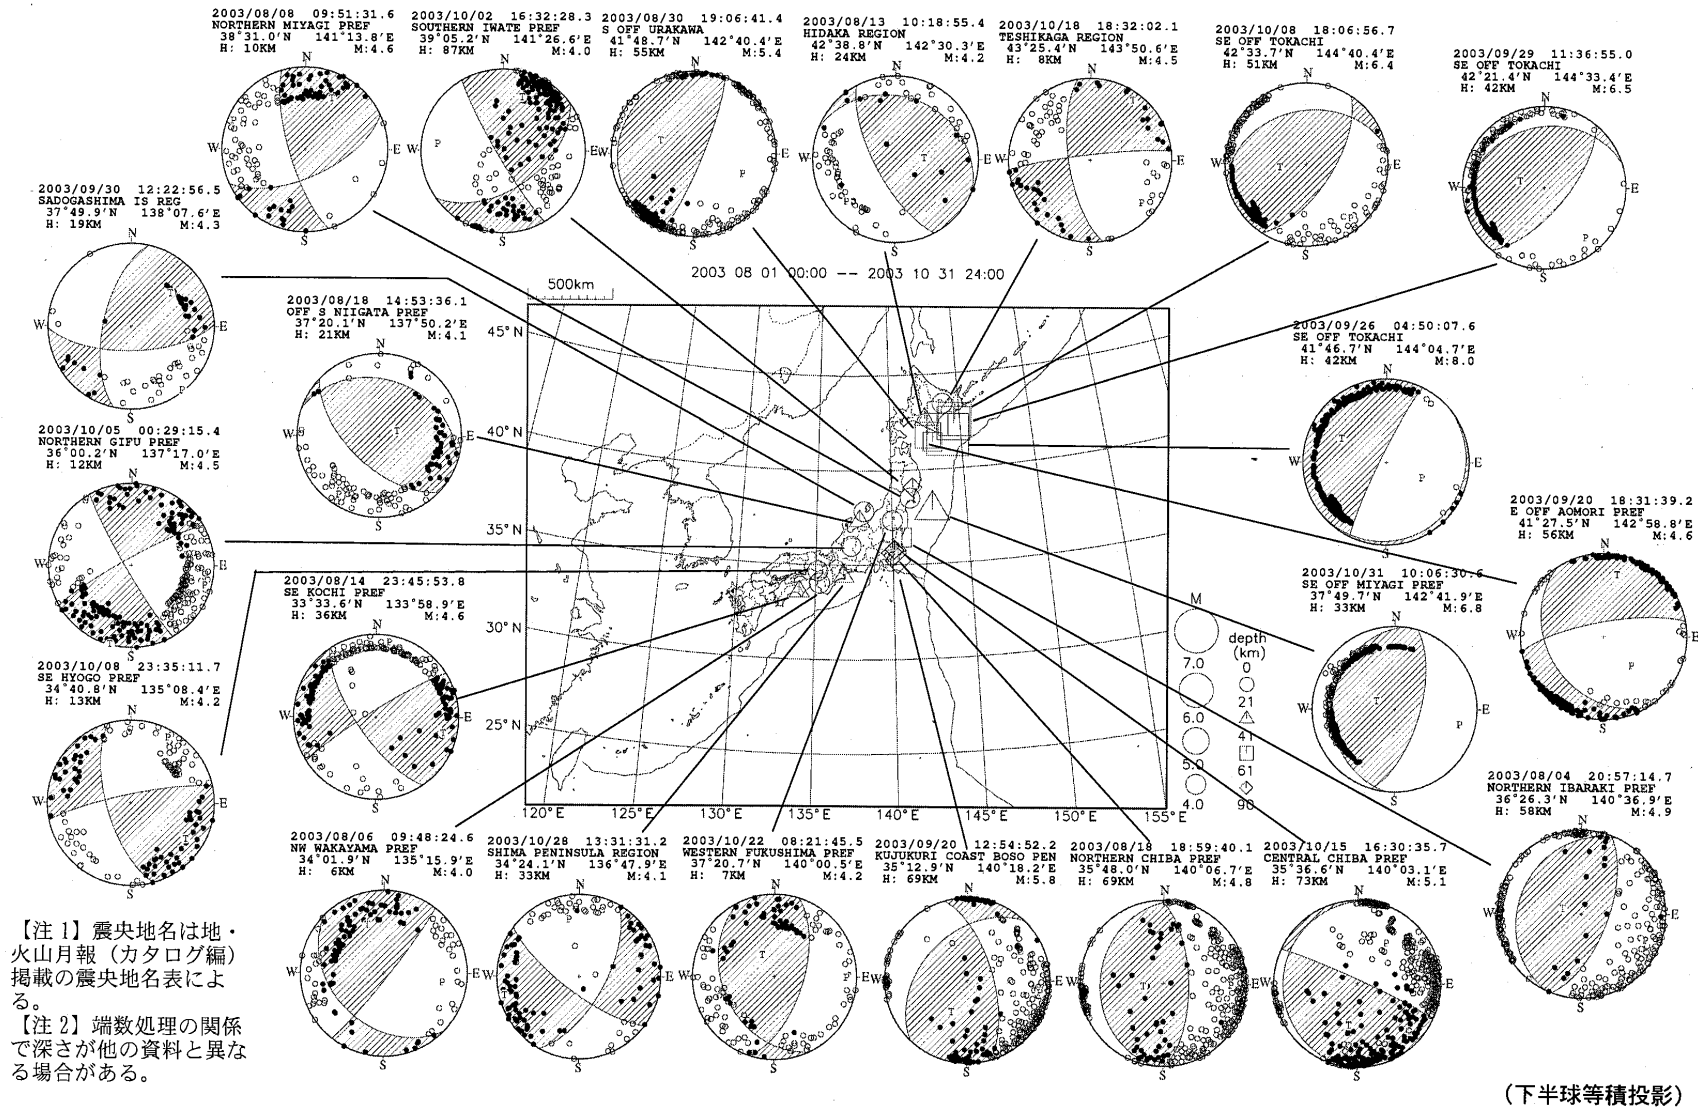 2003/08/08 09:51:31.6
NORTHERN MIYAGI PREF
38°31.0'N 141°13.8'E
H: 10KM M:4.6
2003/10/02 16:32:28.3
SOUTHERN IWATE PREF
39°05.2'N 141°26.6'E
H: 87KM M:4.0
2003/08/30 19:06:41.4
S OFF URAKAWA
41°48.7'N 142°40.4'E
H: 55KM M:5.4
2003/08/13 10:18:55.4
HIDAKA REGION
42°38.8'N 142°30.3'E
H: 24KM M:4.2
2003/10/18 18:32:02.1
TESHIKAGA REGION
43°25.4'N 143°50.6'E
H: 8KM M:4.5
2003/10/08 18:06:56.7
SE OFF TOKACHI
42°33.7'N 144°40.4'E
H: 51KM M:6.4
2003/09/29 11:36:55.0
SE OFF TOKACHI
42°21.4'N 144°33.4'E
H: 42KM M:6.5
2003/09/30 12:22:56.5
SADOGASHIMA IS REG
37°49.9'N 138°07.6'E
H: 19KM M:4.3
2003/08/18 14:53:36.1
OFF S NIIGATA PREF
37°20.1'N 137°50.2'E
H: 21KM M:4.1
2003 08 01 00:00 -- 2003 10 31 24:00
500km
45°N
40°N
35°N
30°N
25°N
120°E 125°E 130°E 135°E 140°E 145°E 150°E 155°E
M
7.0
6.0
5.0
4.0
depth
(km)
0
21
41
61
90
2003/09/26 04:50:07.6
SE OFF TOKACHI
41°46.7'N 144°04.7'E
H: 42KM M:8.0
2003/10/05 00:29:15.4
NORTHERN GIFU PREF
36°00.2'N 137°17.0'E
H: 12KM M:4.5
2003/09/20 18:31:39.2
E OFF AOMORI PREF
41°27.5'N 142°58.8'E
H: 56KM M:4.6
2003/08/14 23:45:53.8
SE KOCHI PREF
33°33.6'N 133°58.9'E
H: 36KM M:4.6
2003/10/31 10:06:30.6
SE OFF MIYAGI PREF
37°49.7'N 142°41.9'E
H: 33KM M:6.8
2003/10/08 23:35:11.7
SE HYOGO PREF
34°40.8'N 135°08.4'E
H: 13KM M:4.2
2003/08/04 20:57:14.7
NORTHERN IBARAKI PREF
36°26.3'N 140°36.9'E
H: 58KM M:4.9
2003/08/06 09:48:24.6
NW WAKAYAMA PREF
34°01.9'N 135°15.9'E
H: 6KM M:4.0
2003/10/28 13:31:31.2
SHIMA PENINSULA REGION
34°24.1'N 136°47.9'E
H: 33KM M:4.1
2003/10/22 08:21:45.5
WESTERN FUKUSHIMA PREF
37°20.7'N 140°00.5'E
H: 7KM M:4.2
2003/09/20 12:54:52.2
KUJUKURI COAST BOSO PEN
35°12.9'N 140°18.2'E
H: 69KM M:5.8
2003/08/18 18:59:40.1
NORTHERN CHIBA PREF
35°48.0'N 140°06.7'E
H: 69KM M:4.8
2003/10/15 16:30:35.7
CENTRAL CHIBA PREF
35°36.6'N 140°03.1'E
H: 73KM M:5.1
【注1】震央地名は地・
火山月報（カタログ編）
掲載の震央地名表によ
る。
【注2】端数処理の関係
で深さが他の資料と異な
る場合がある。
（下半球等積投影）